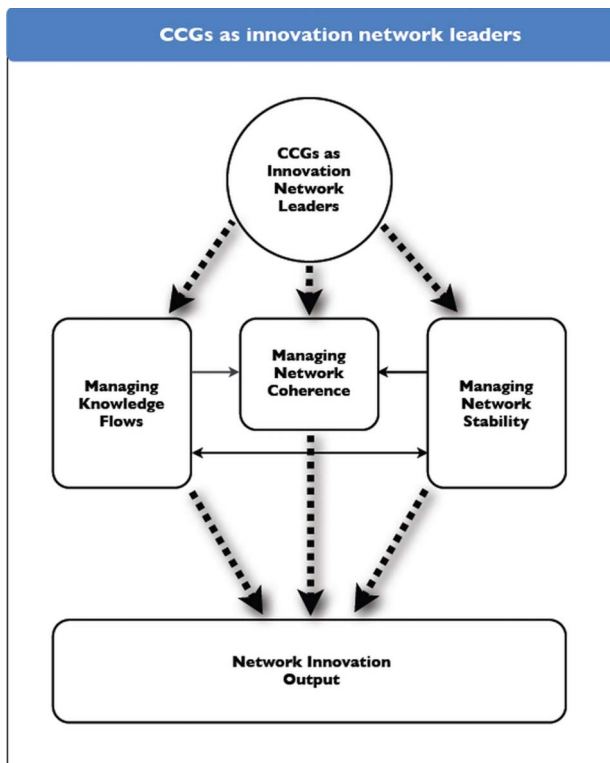 CCGs as innovation network leaders
CCGs as
Innovation
Network
Leaders
Managing
Knowledge
Flows
Managing
Network
Coherence
Managing
Network
Stability
Network Innovation
Output